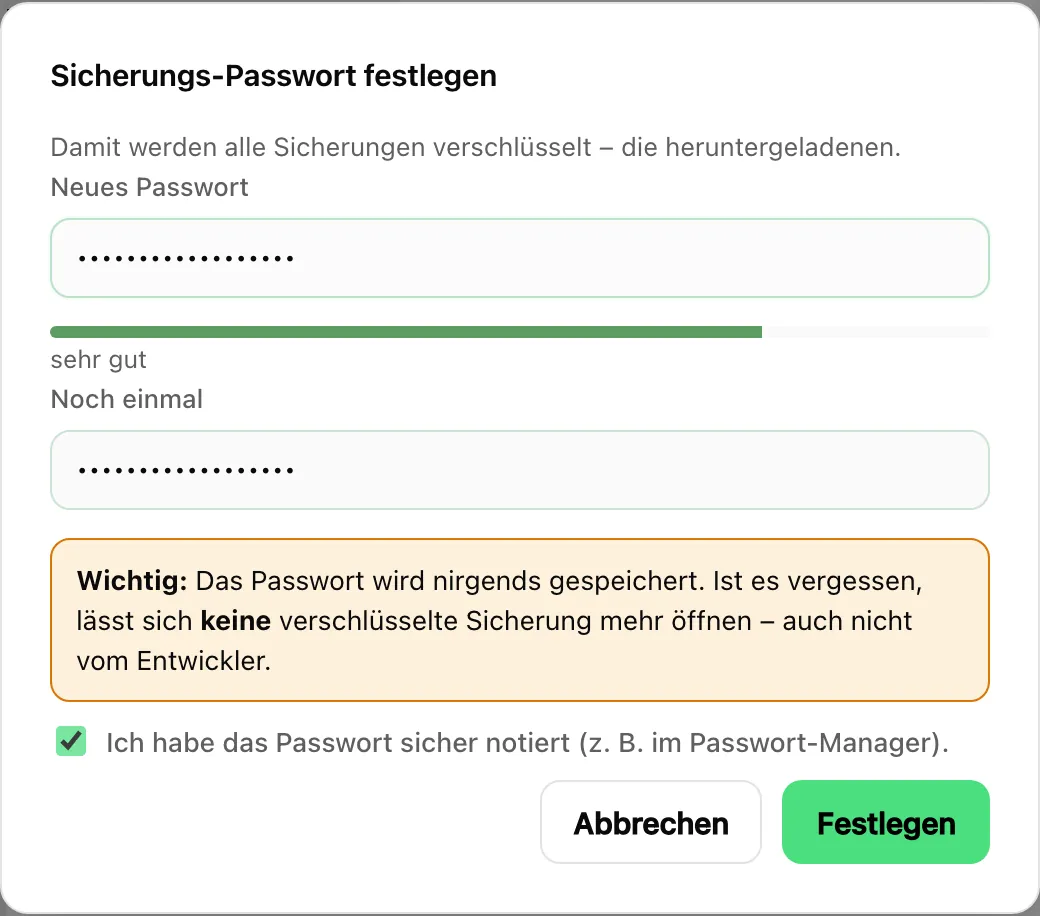 Sicherungs-Passwort festlegen
Damit werden alle Sicherungen verschlüsselt – die heruntergeladenen.
Neues Passwort
••••••••••••••••••
sehr gut
Noch einmal
••••••••••••••••••
Wichtig: Das Passwort wird nirgends gespeichert. Ist es vergessen,
lässt sich keine verschlüsselte Sicherung mehr öffnen – auch nicht
vom Entwickler.
Ich habe das Passwort sicher notiert (z. B. im Passwort-Manager).
Abbrechen
Festlegen